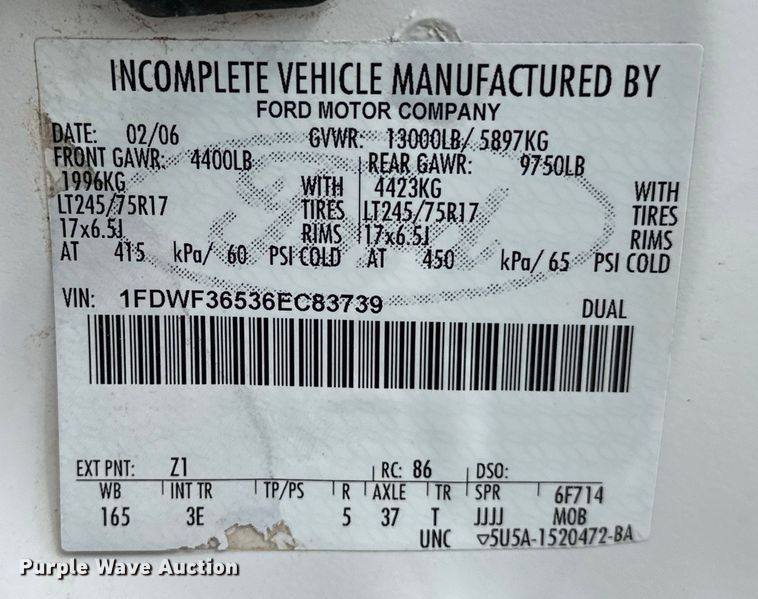 INCOMPLETE VEHICLE MANUFACTURED BY
FORD MOTOR COMPANY
DATE: 02/06 GVWR: 13000LB/ 5897KG
FRONT GAWR: 4400LB REAR GAWR: 9750LB
1996KG WITH 4423KG WITH
LT245/75R17 TIRES LT245/75R17 TIRES
17x6.5J RIMS 17x6.5J RIMS
AT 415 kPa/ 60 PSI COLD AT 450 kPa/ 65 PSI COLD
VIN: 1FDWF36536EC83739 DUAL
EXT PNT: Z1 RC: 86 DSO:
WB INT TR TP/PS R AXLE TR SPR 6F714
165 3E 5 37 T JJJJ MOB
UNC ▽5U5A-1520472-BA
Purple Wave Auction